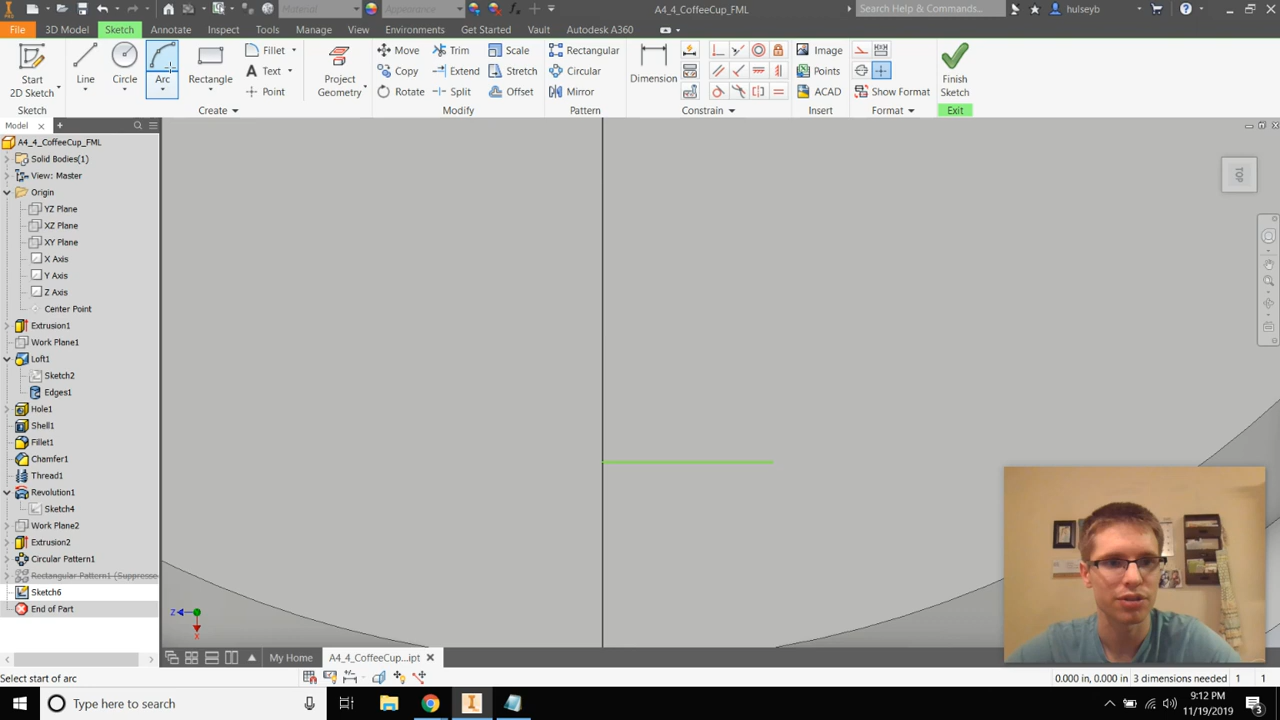 Material
Appearance
A4_4_CoffeeCup_FML
Search Help & Commands...
hulseyb
File
3D Model
Sketch
Annotate
Inspect
Tools
Manage
View
Environments
Get Started
Vault
Autodesk A360
Start
2D Sketch
Line
Circle
Arc
Rectangle
Fillet
Text
Point
Project
Geometry
Move
Copy
Rotate
Trim
Extend
Split
Scale
Stretch
Offset
Rectangular
Circular
Mirror
Dimension
Image
Points
ACAD
Show Format
Finish
Sketch
Sketch
Create
Modify
Pattern
Constrain
Insert
Format
Exit
Model
A4_4_CoffeeCup_FML
Solid Bodies(1)
View: Master
Origin
YZ Plane
XZ Plane
XY Plane
X Axis
Y Axis
Z Axis
Center Point
Extrusion1
Work Plane1
Loft1
Sketch2
Edges1
Hole1
Shell1
Fillet1
Chamfer1
Thread1
Revolution1
Sketch4
Work Plane2
Extrusion2
Circular Pattern1
Rectangular Pattern1 (Suppresse
Sketch6
End of Part
TOP
Z
X
My Home
A4_4_CoffeeCup...ipt
Select start of arc
0.000 in, 0.000 in
3 dimensions needed
1
1
Type here to search
9:12 PM
11/19/2019
3